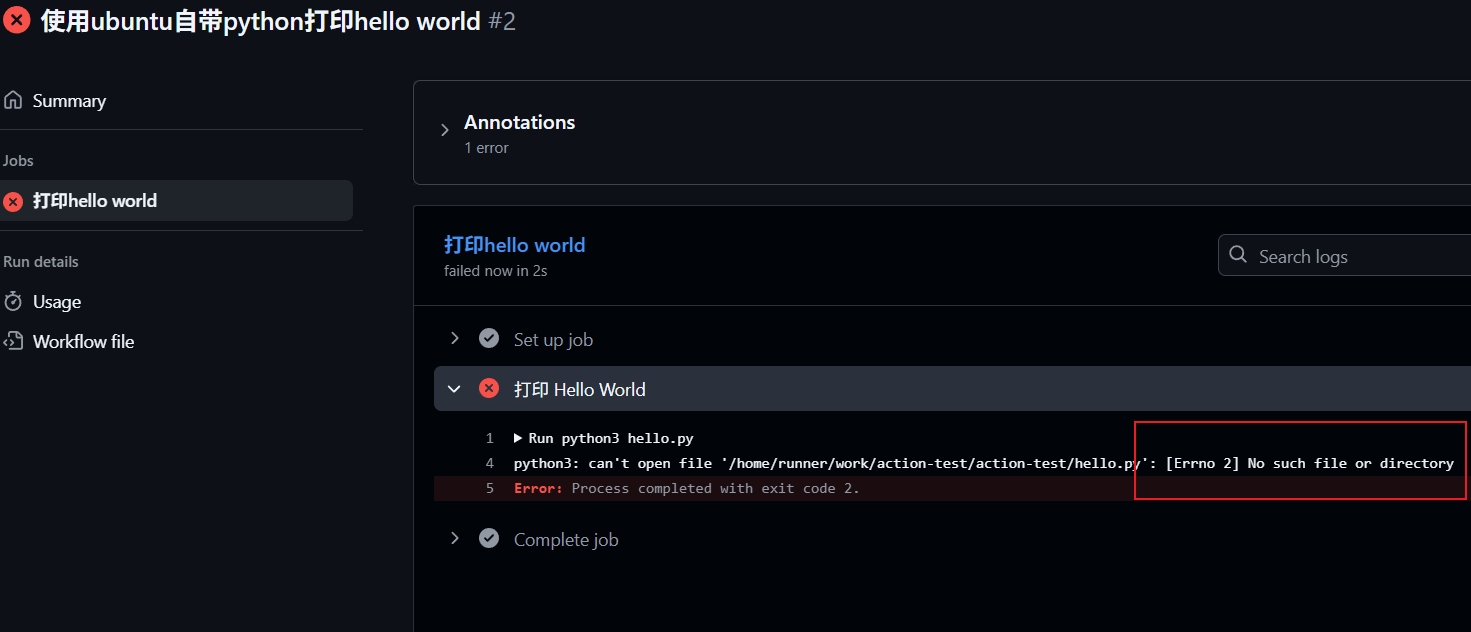 使用ubuntu自带python打印hello world #2
Summary
Jobs
打印hello world
Run details
Usage
Workflow file
Annotations
1 error
打印hello world
failed now in 2s
Search logs
Set up job
打印 Hello World
1 Run python3 hello.py
4 python3: can't open file '/home/runner/work/action-test/action-test/hello.py': [Errno 2] No such file or directory
5 Error: Process completed with exit code 2.
Complete job